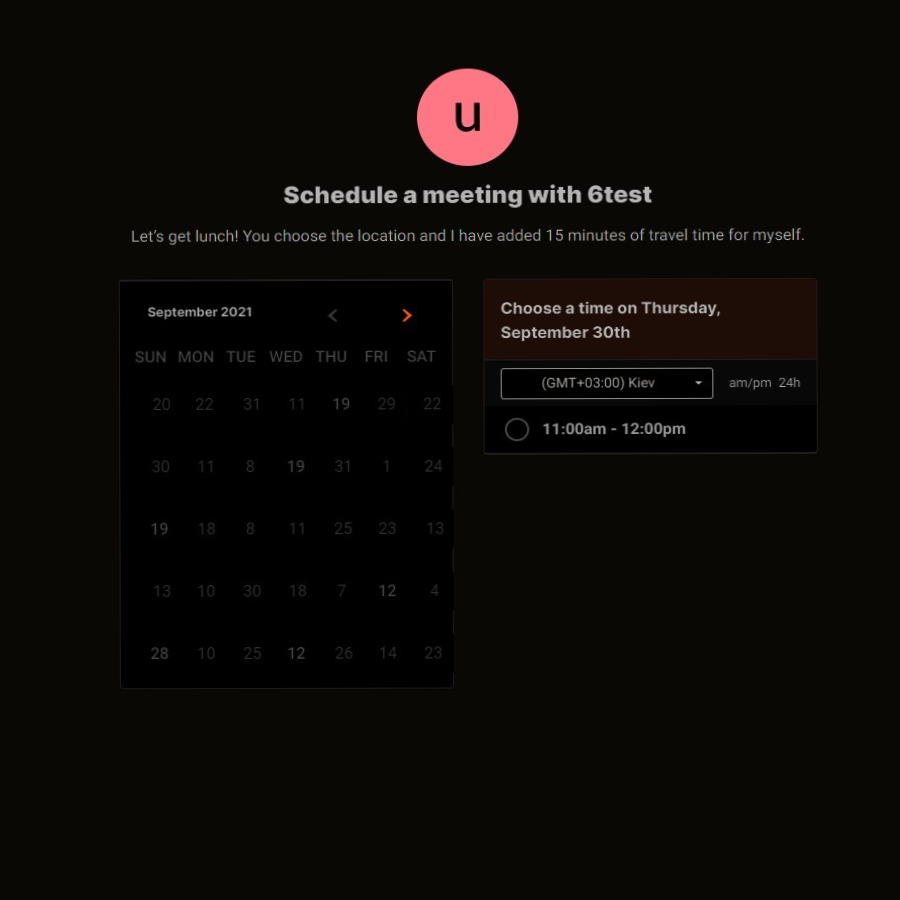 u
Schedule a meeting with 6test
Let's get lunch! You choose the location and I have added 15 minutes of travel time for myself.
September 2021
SUN MON TUE WED THU FRI SAT
20 22 31 11 19 29 22
30 11 8 19 31 1 24
19 18 8 11 25 23 13
13 10 30 18 7 12 4
28 10 25 12 26 14 23
Choose a time on Thursday,
September 30th
(GMT+03:00) Kiev am/pm 24h
11:00am - 12:00pm